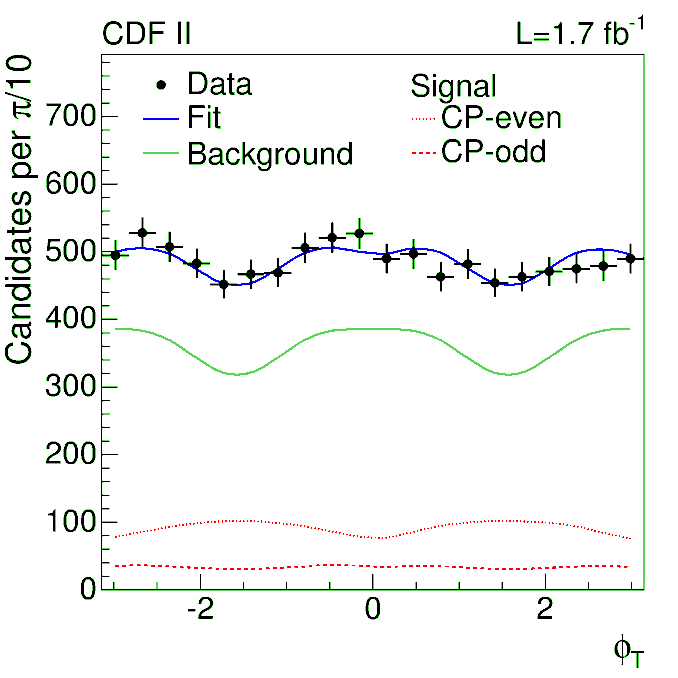 CDF II
L=1.7 fb⁻¹
Data
Fit
Background
Signal
CP-even
CP-odd
Candidates per π/10
700
600
500
400
300
200
100
0
-2
0
2
ϕT